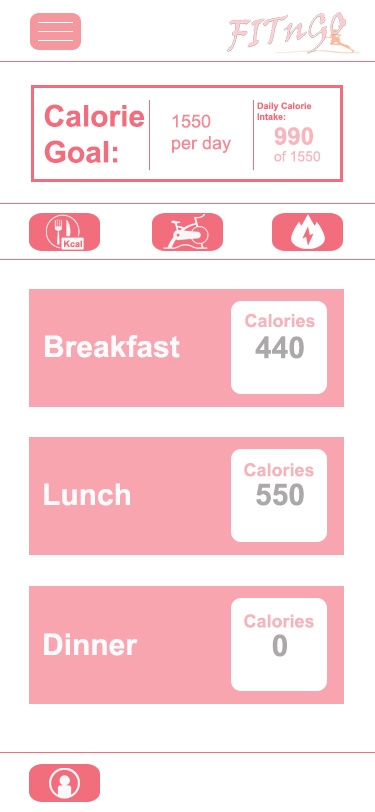 FITnGO
Calorie
Goal:
1550
per day
Daily Calorie
Intake:
990
of 1550
Kcal
Breakfast
Calories
440
Lunch
Calories
550
Dinner
Calories
0